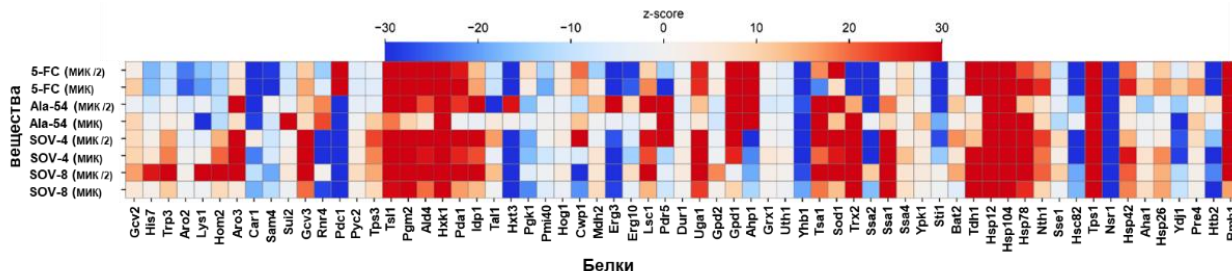 z-score
−30 −20 −10 0 10 20 30
вещества
5-FC (МИК/2)
5-FC (МИК)
Ala-54 (МИК/2)
Ala-54 (МИК)
SOV-4 (МИК/2)
SOV-4 (МИК)
SOV-8 (МИК/2)
SOV-8 (МИК)
Gcv2 His7 Trp3 Aro2 Lys1 Hom2 Aro3 Car1 Sam4 Sul2 Gcv3 Rnr4 Pdc1 Pyc2 Tps3 Tsl1 Pgm2 Ald4 Hxk1 Pda1 Idp1 Tal1 Hxt3 Pgk1 Pmi40 Hog1 Cwp1 Mdh2 Erg3 Erg10 Lsc1 Pdr5 Dur1 Uga1 Gpd2 Gpd1 Ahp1 Grx1 Uth1 Yhb1 Tsa1 Sod1 Trx2 Ssa2 Ssa1 Ssa4 Ypk1 Sti1 Bat2 Tdh1 Hsp12 Hsp104 Hsp78 Nth1 Sse1 Hsc82 Tps1 Nsr1 Hsp42 Aha1 Hsp26 Ydj1 Pre4 Htb2
Белки